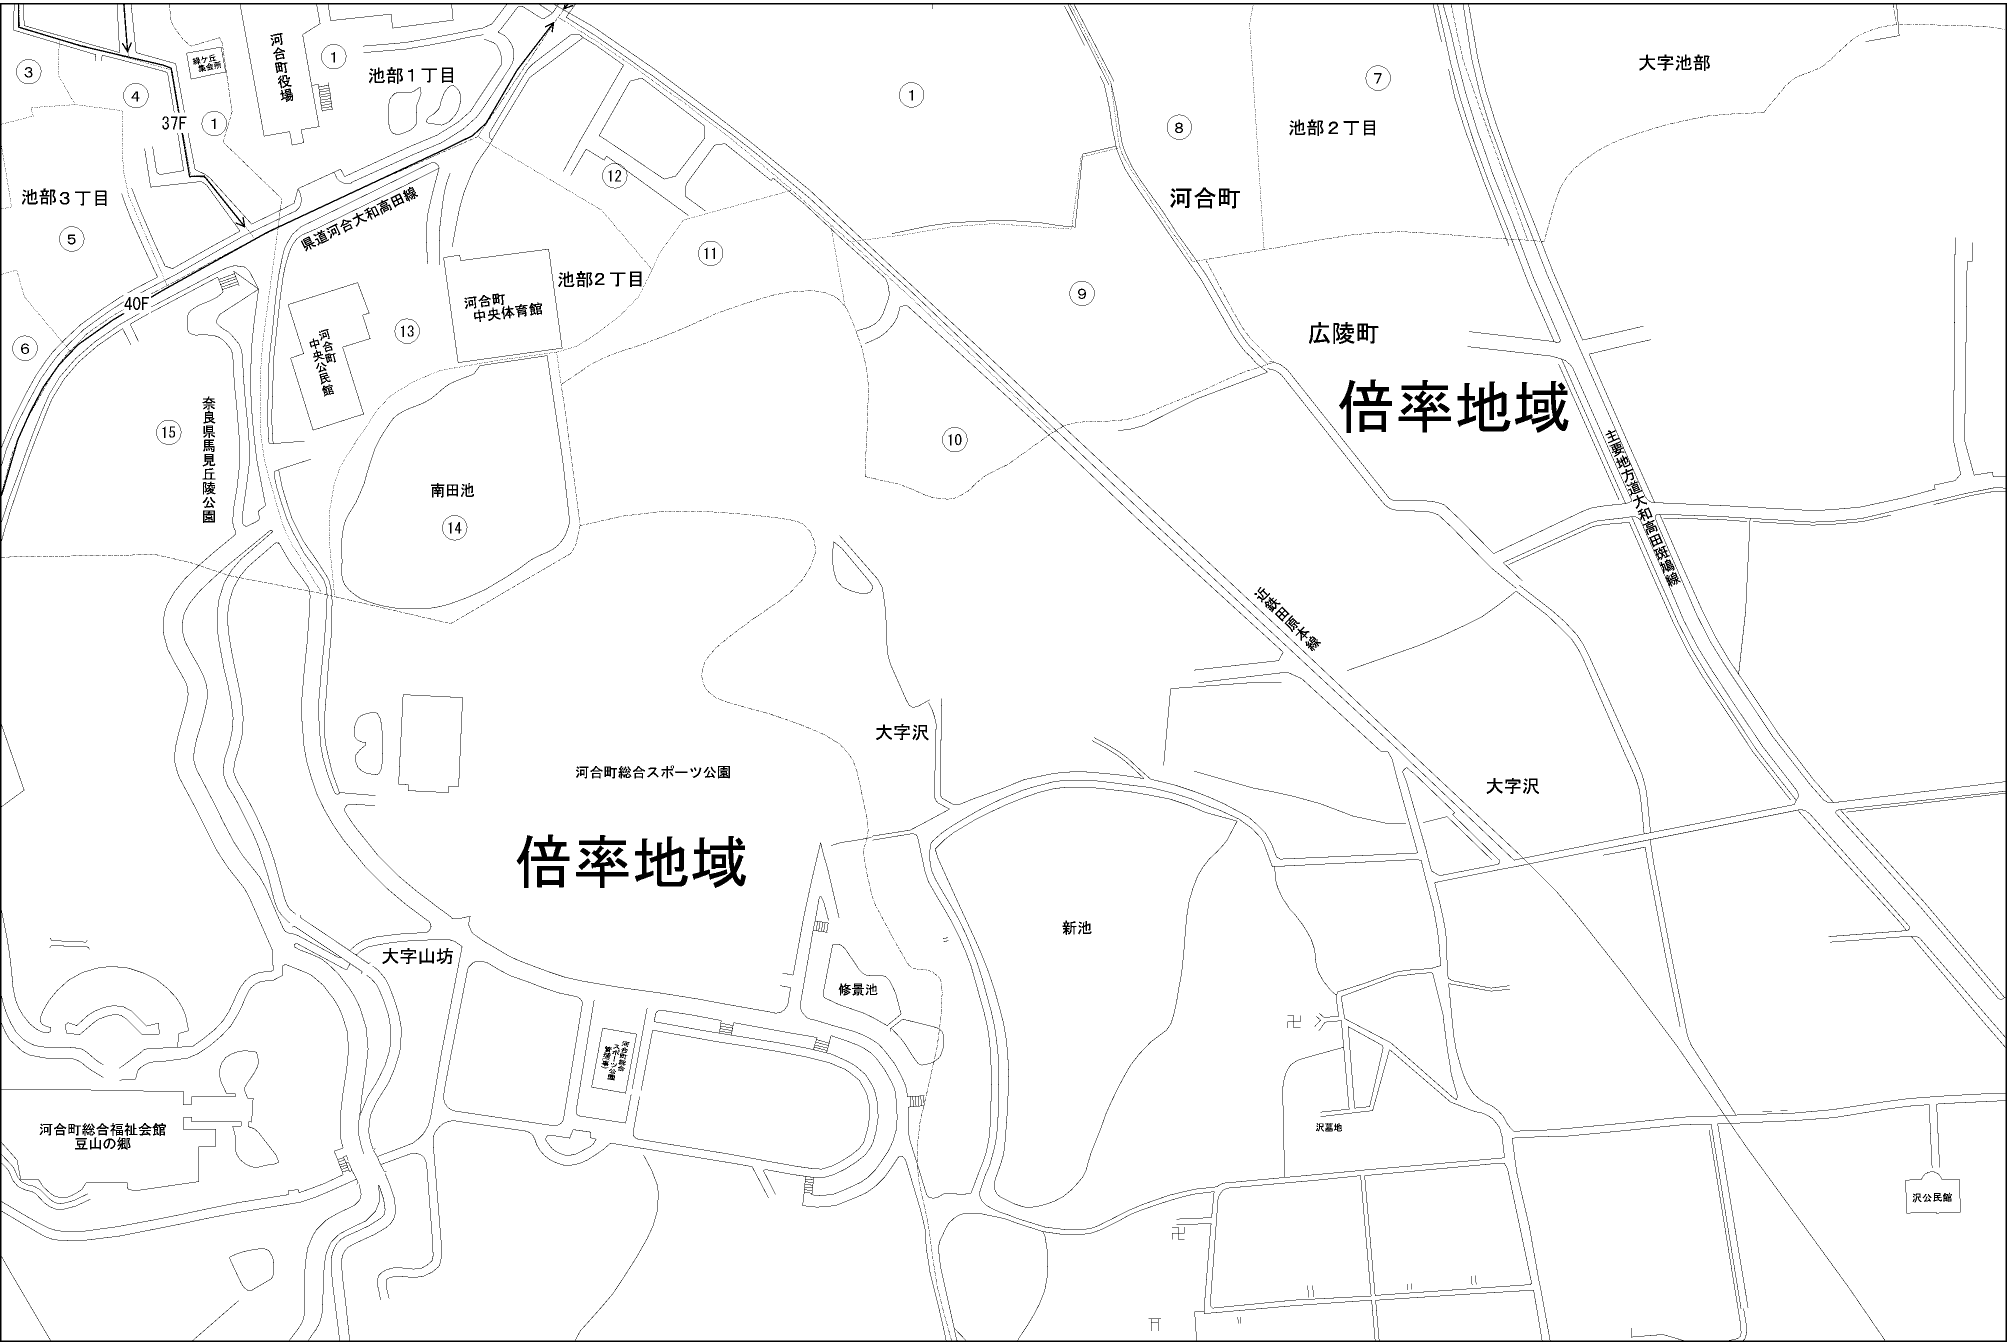 河合町役場
緑ケ丘
集会所
①
池部１丁目
③
④
①
37F
池部３丁目
⑤
⑥
40F
県道河合大和高田線
①
⑧
⑦
池部２丁目
大字池部
河合町
⑫
⑪
池部２丁目
河合町
中央体育館
⑬
河合町
中央公民館
⑨
広陵町
倍率地域
⑮
奈良県馬見丘陵公園
⑩
南田池
⑭
主要地方道大和高田斑鳩線
近鉄田原本線
大字沢
大字沢
河合町総合スポーツ公園
倍率地域
新池
大字山坊
修景池
卍
沢墓地
河合町総合福祉会館
豆山の郷
沢公民館
卍